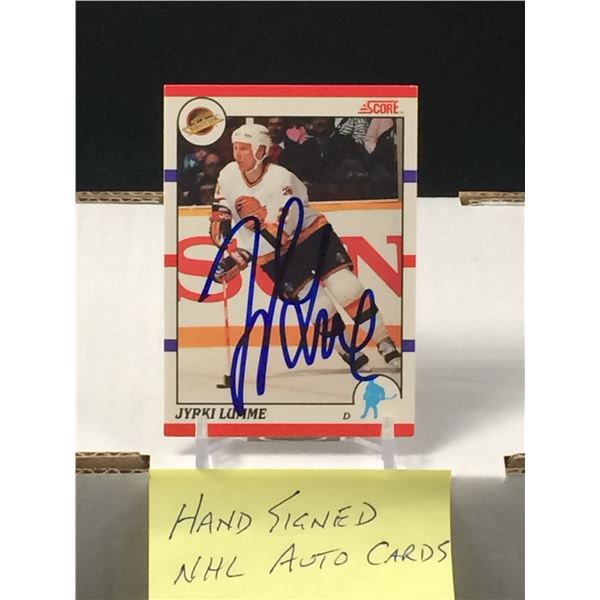 SCORE
SUN
JYRKI LUMME
D
HAND SIGNED
NHL AUTO CARDS